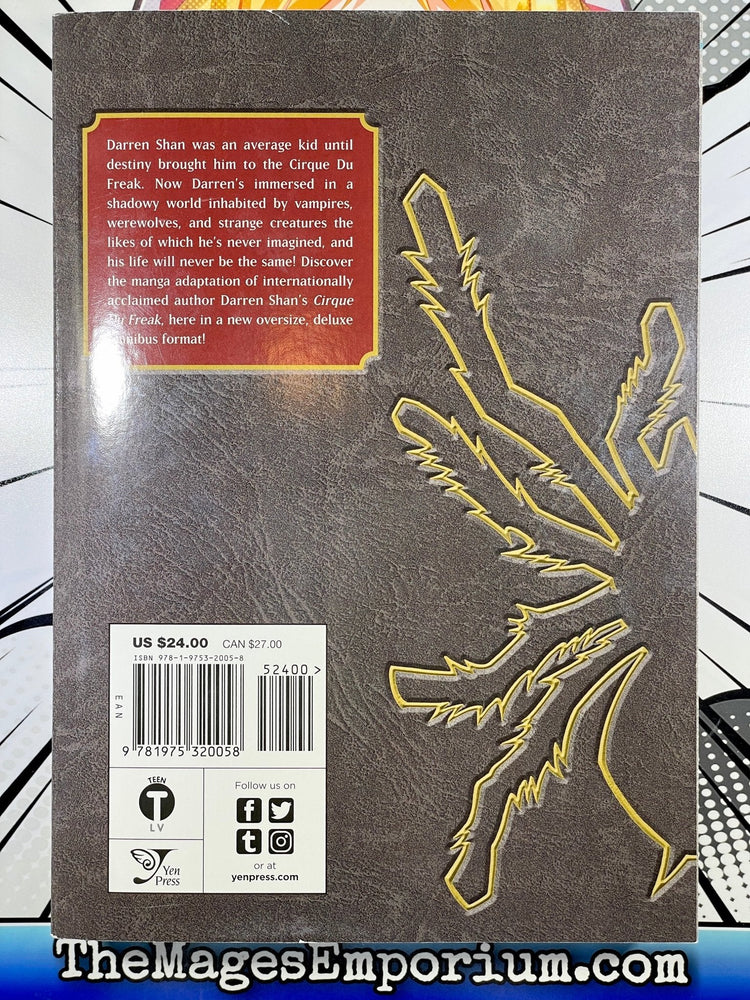 Darren Shan was an average kid until
destiny brought him to the Cirque Du
Freak. Now Darren's immersed in a
shadowy world inhabited by vampires,
werewolves, and strange creatures the
likes of which he's never imagined, and
his life will never be the same! Discover
the manga adaptation of internationally
acclaimed author Darren Shan's Cirque
Du Freak, here in a new oversize, deluxe
omnibus format!
US $24.00 CAN $27.00
ISBN 978-1-9753-2005-8
52400 >
EAN
9 781975 320058
TEEN
T
LV
Yen
Press
Follow us on
or at
yenpress.com
TheMagesEmporium.com